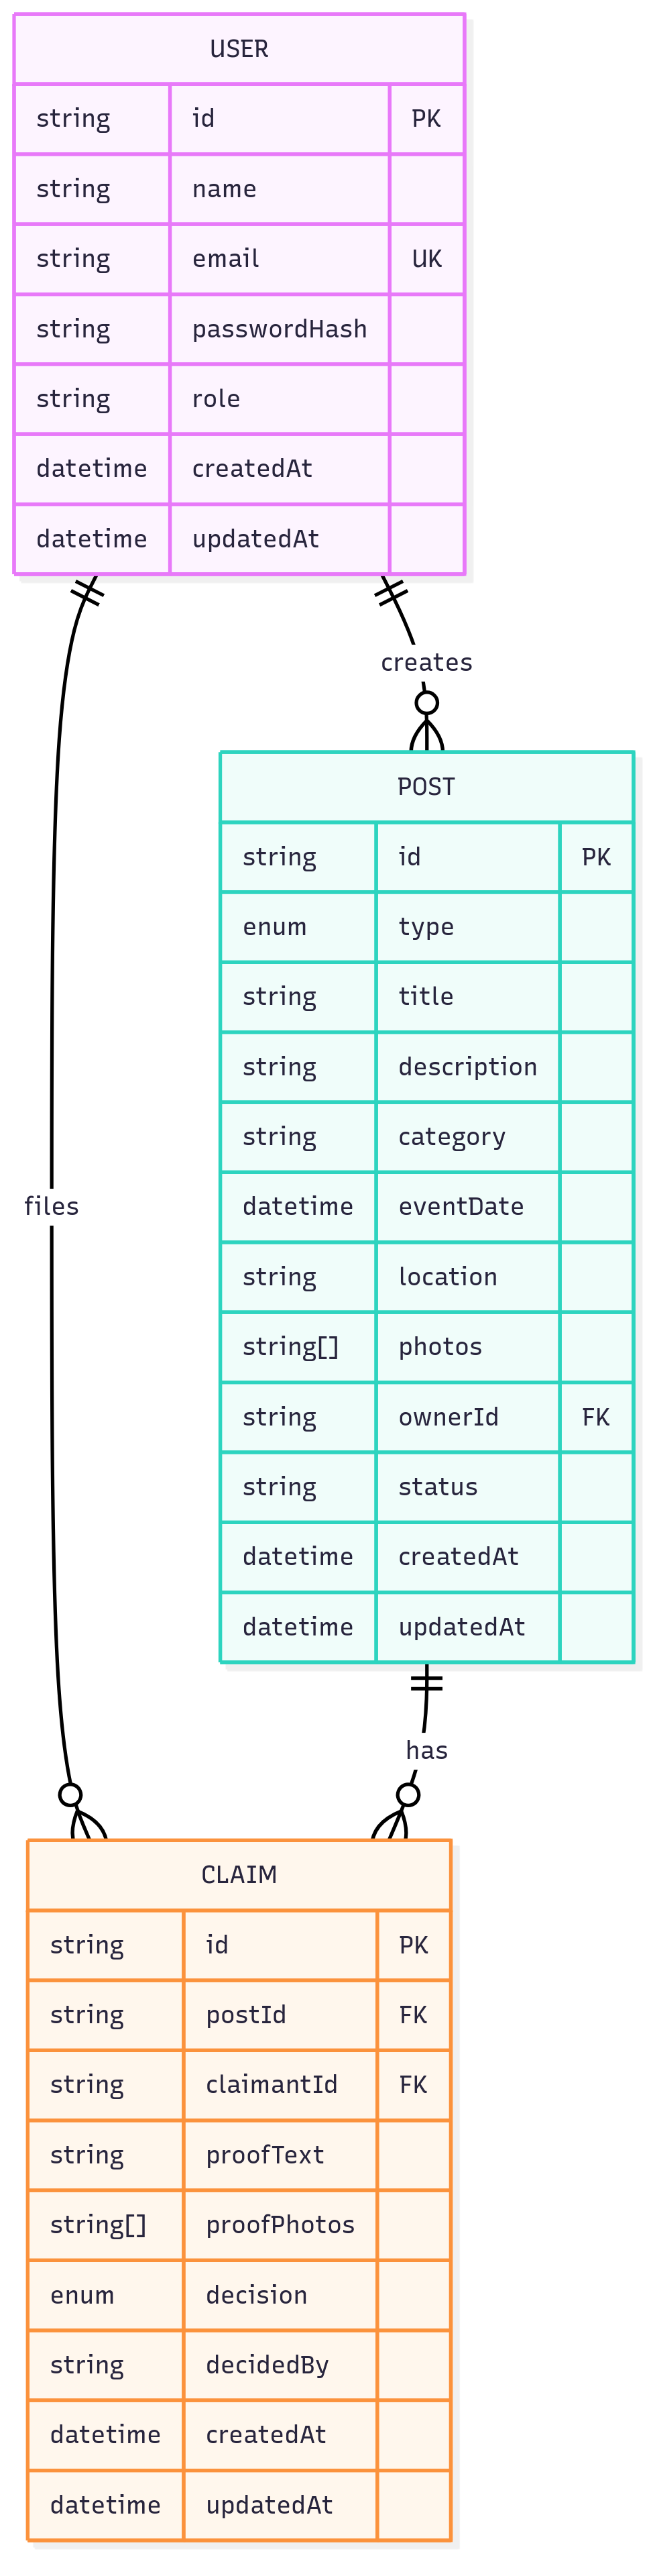 USER
string id PK
string name
string email UK
string passwordHash
string role
datetime createdAt
datetime updatedAt
creates
POST
string id PK
enum type
string title
string description
string category
datetime eventDate
files
string location
string[] photos
string ownerId FK
string status
datetime createdAt
datetime updatedAt
has
CLAIM
string id PK
string postId FK
string claimantId FK
string proofText
string[] proofPhotos
enum decision
string decidedBy
datetime createdAt
datetime updatedAt